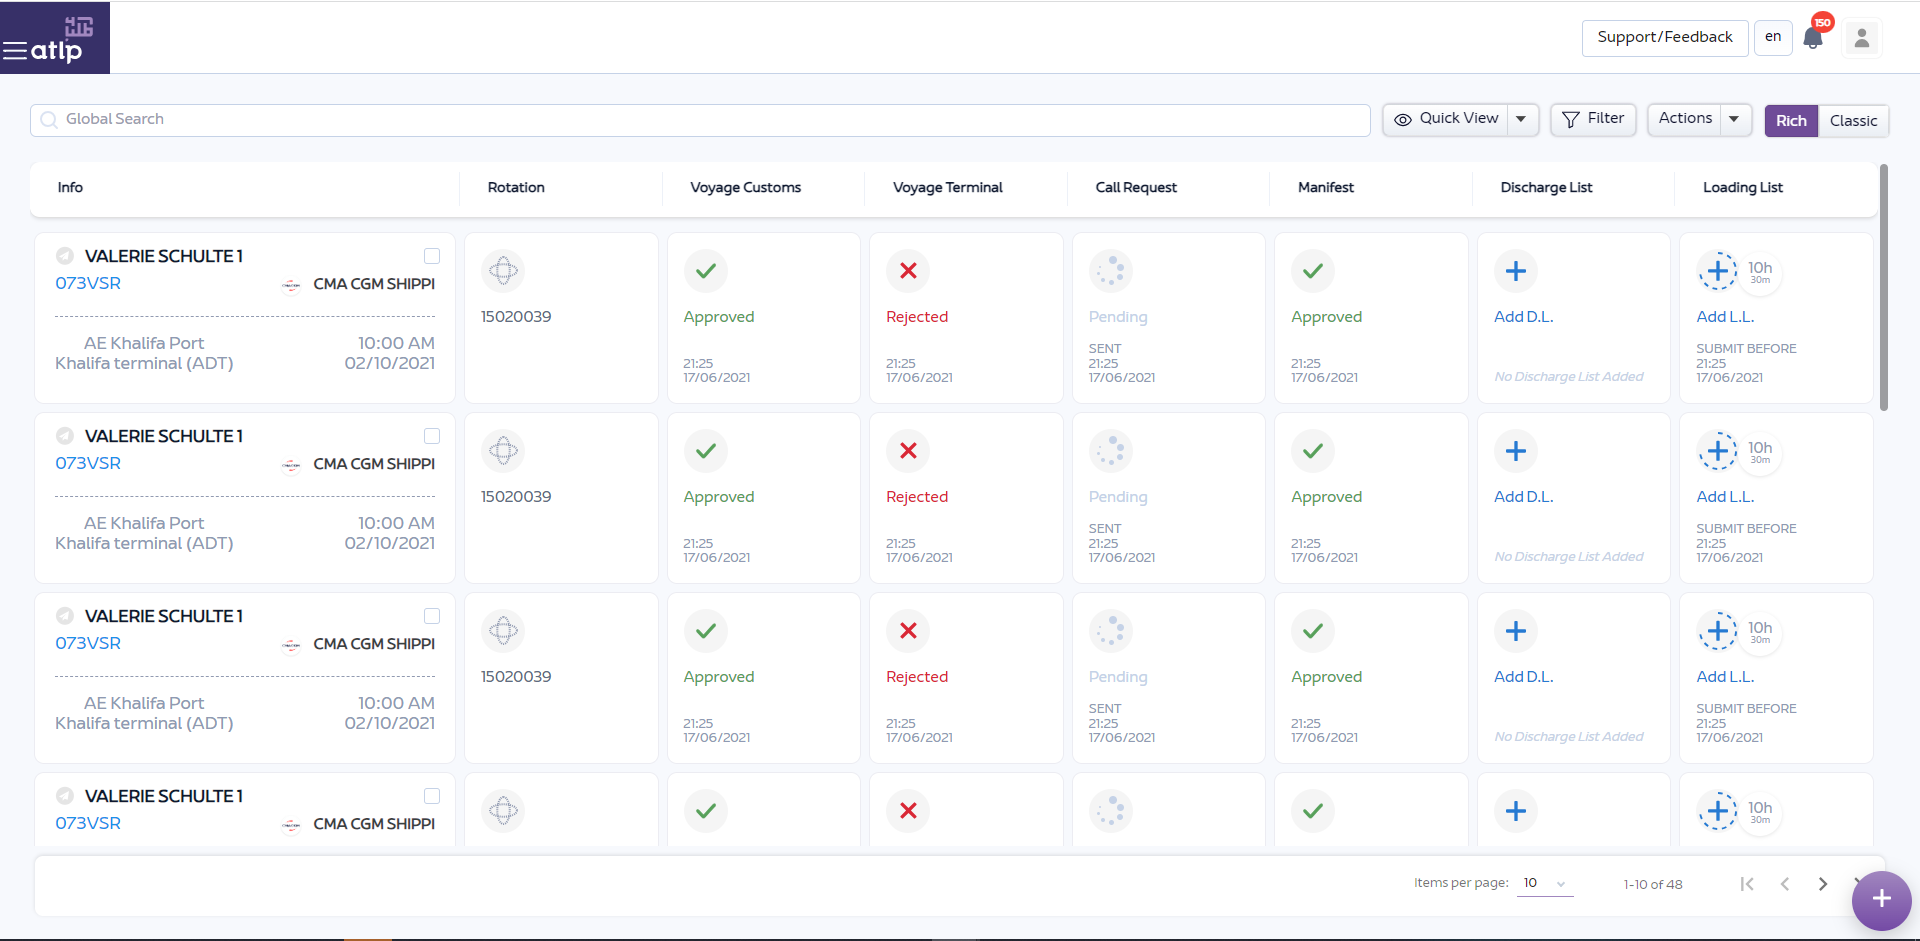 atlp
Support/Feedback
en
150
Global Search
Quick View
Filter
Actions
Rich
Classic
Info
Rotation
Voyage Customs
Voyage Terminal
Call Request
Manifest
Discharge List
Loading List
VALERIE SCHULTE 1
073VSR
CMA CGM SHIPPI
AE Khalifa Port
10:00 AM
Khalifa terminal (ADT)
02/10/2021
15020039
Approved
21:25
17/06/2021
Rejected
21:25
17/06/2021
Pending
SENT
21:25
17/06/2021
Approved
21:25
17/06/2021
Add D.L.
No Discharge List Added
10h
30m
Add L.L.
SUBMIT BEFORE
21:25
17/06/2021
VALERIE SCHULTE 1
073VSR
CMA CGM SHIPPI
AE Khalifa Port
10:00 AM
Khalifa terminal (ADT)
02/10/2021
15020039
Approved
21:25
17/06/2021
Rejected
21:25
17/06/2021
Pending
SENT
21:25
17/06/2021
Approved
21:25
17/06/2021
Add D.L.
No Discharge List Added
10h
30m
Add L.L.
SUBMIT BEFORE
21:25
17/06/2021
VALERIE SCHULTE 1
073VSR
CMA CGM SHIPPI
AE Khalifa Port
10:00 AM
Khalifa terminal (ADT)
02/10/2021
15020039
Approved
21:25
17/06/2021
Rejected
21:25
17/06/2021
Pending
SENT
21:25
17/06/2021
Approved
21:25
17/06/2021
Add D.L.
No Discharge List Added
10h
30m
Add L.L.
SUBMIT BEFORE
21:25
17/06/2021
VALERIE SCHULTE 1
073VSR
CMA CGM SHIPPI
10h
30m
Items per page:
10
1-10 of 48